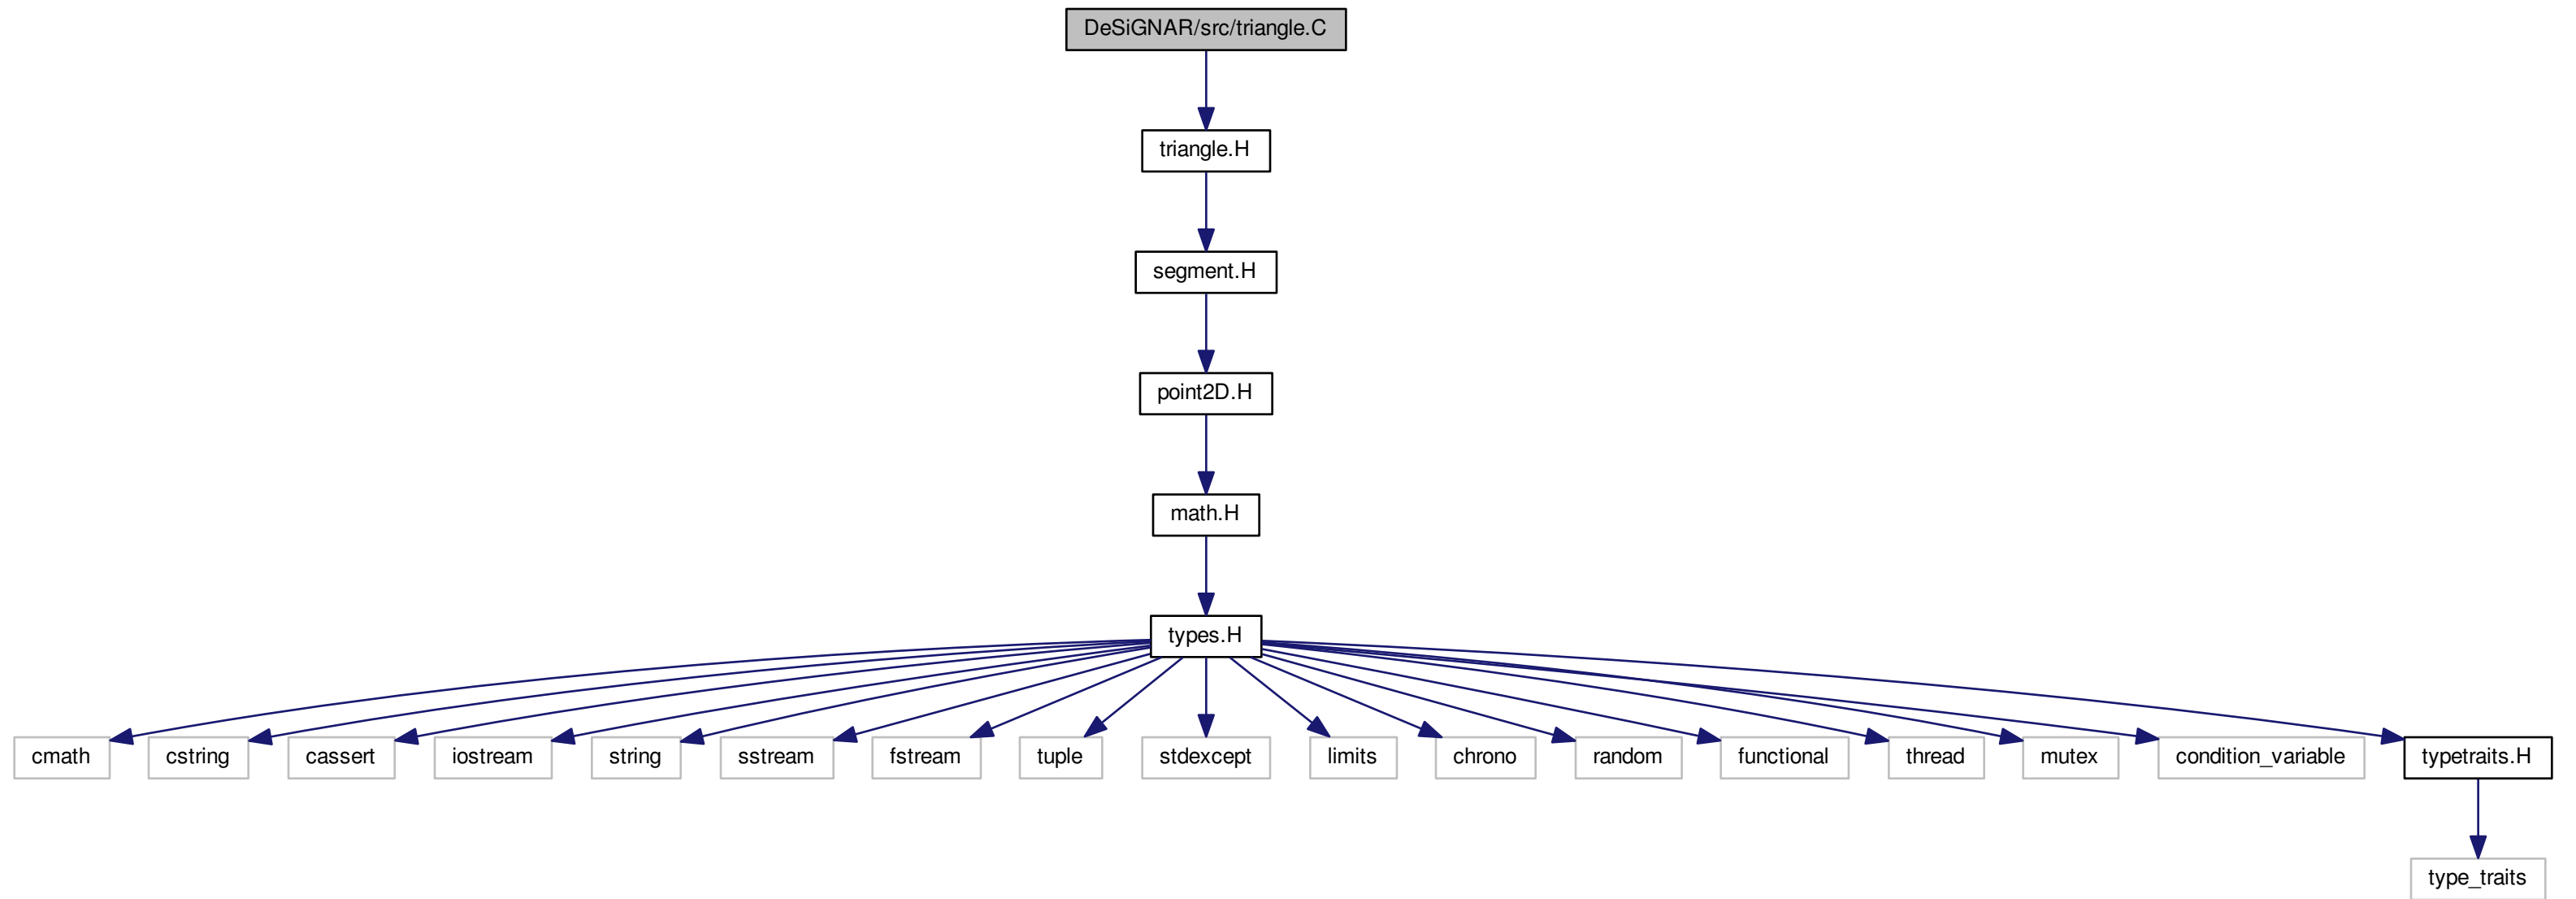 DeSiGNAR/src/triangle.C
triangle.H
segment.H
point2D.H
math.H
types.H
cmath
cstring
cassert
iostream
string
sstream
fstream
tuple
stdexcept
limits
chrono
random
functional
thread
mutex
condition_variable
typetraits.H
type_traits